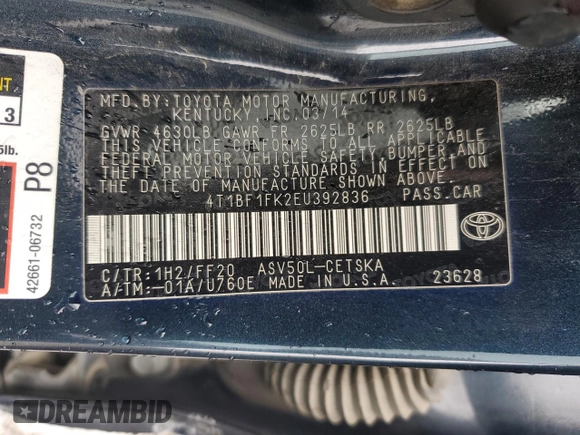 MFD.BY:TOYOTA MOTOR MANUFACTURING,
KENTUCKY, INC.03/14
GVWR 4630LB GAWR FR 2625LB RR 2625LB
THIS VEHICLE CONFORMS TO ALL APPLICABLE
FEDERAL MOTOR VEHICLE SAFETY, BUMPER AND
THEFT PREVENTION STANDARDS IN EFFECT ON
THE DATE OF MANUFACTURE SHOWN ABOVE.
4T1BF1FK2EU392836 PASS.CAR
C/TR:1H2/FF20 ASV50L-CETSKA
A/TM:-01A/U760E MADE IN U.S.A. 23628
3
lb.
P8
42661-06732
DREAMBID